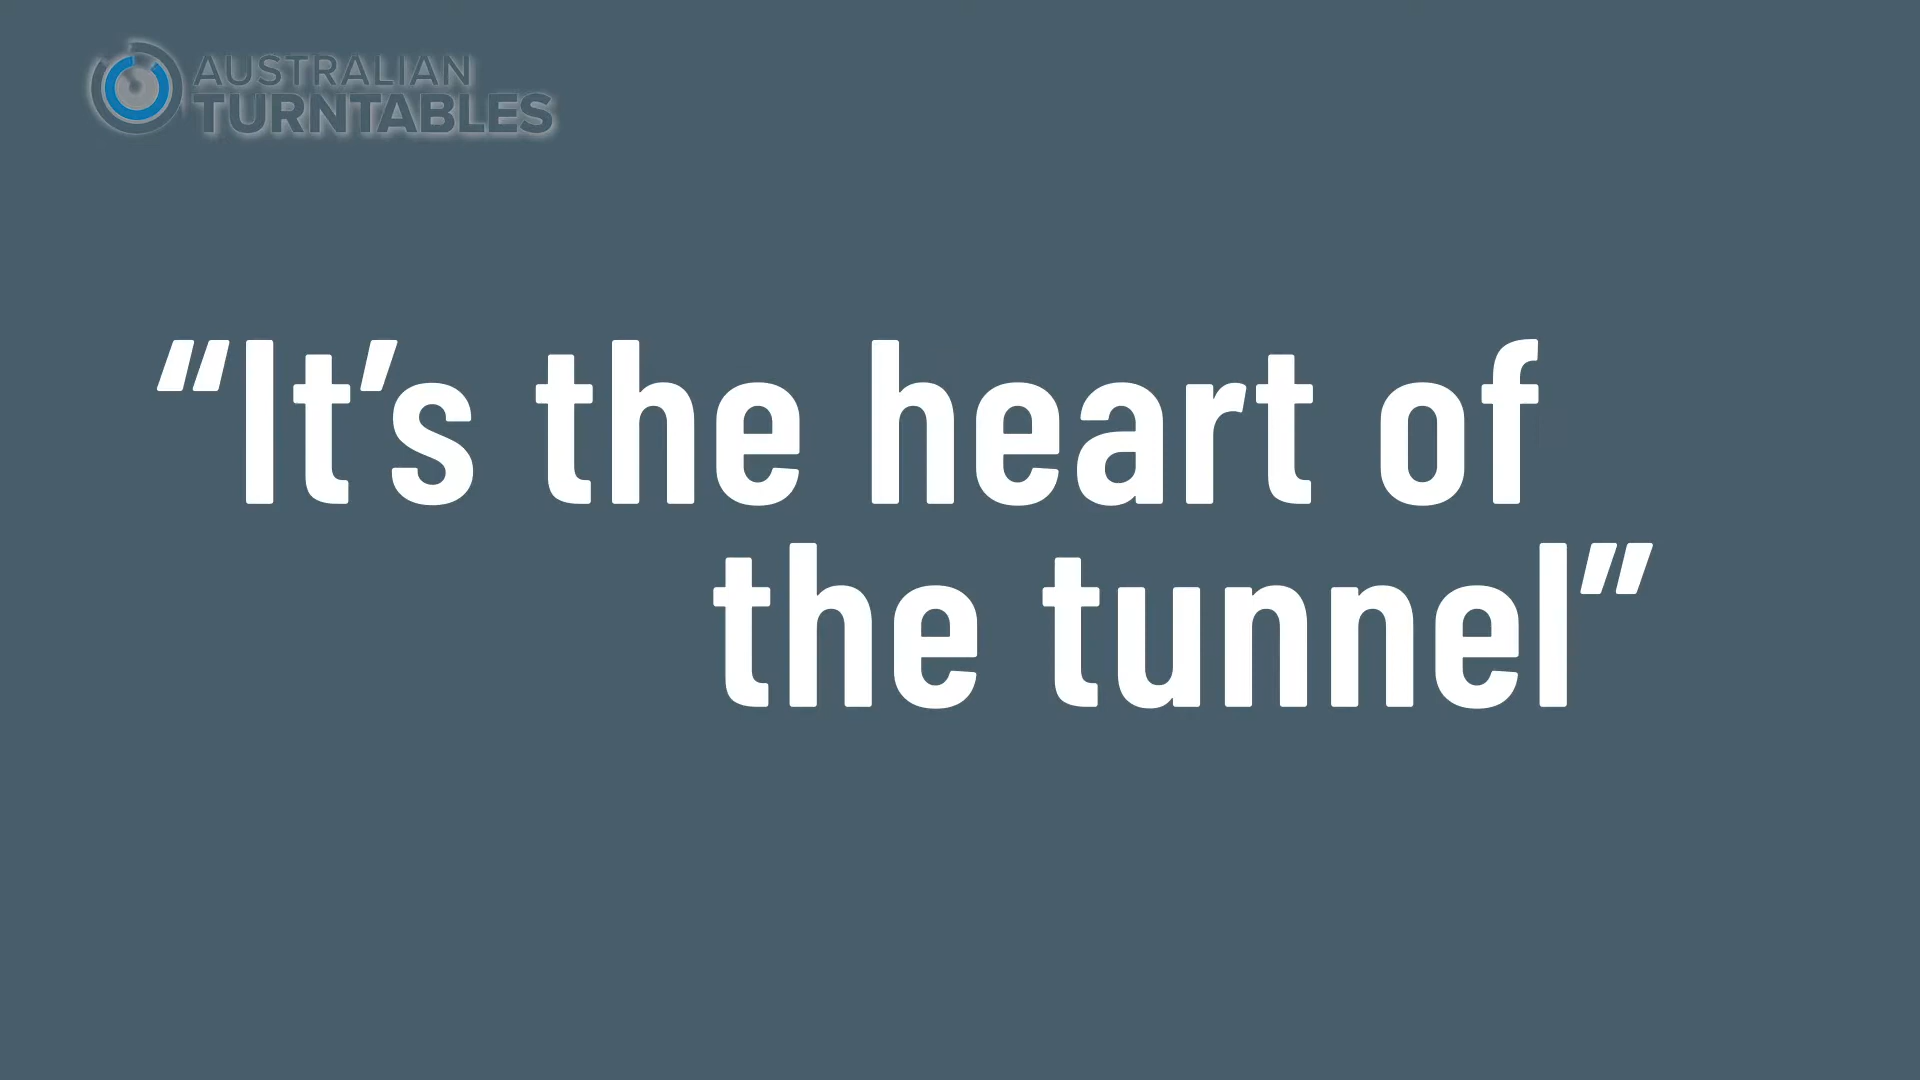 AUSTRALIAN
TURNTABLES
“It’s the heart of
the tunnel”